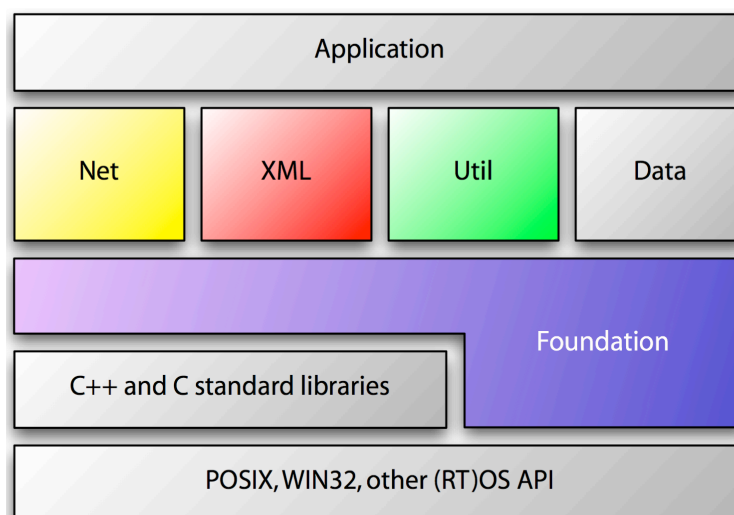 Application
Net
XML
Util
Data
Foundation
C++ and C standard libraries
POSIX, WIN32, other (RT)OS API